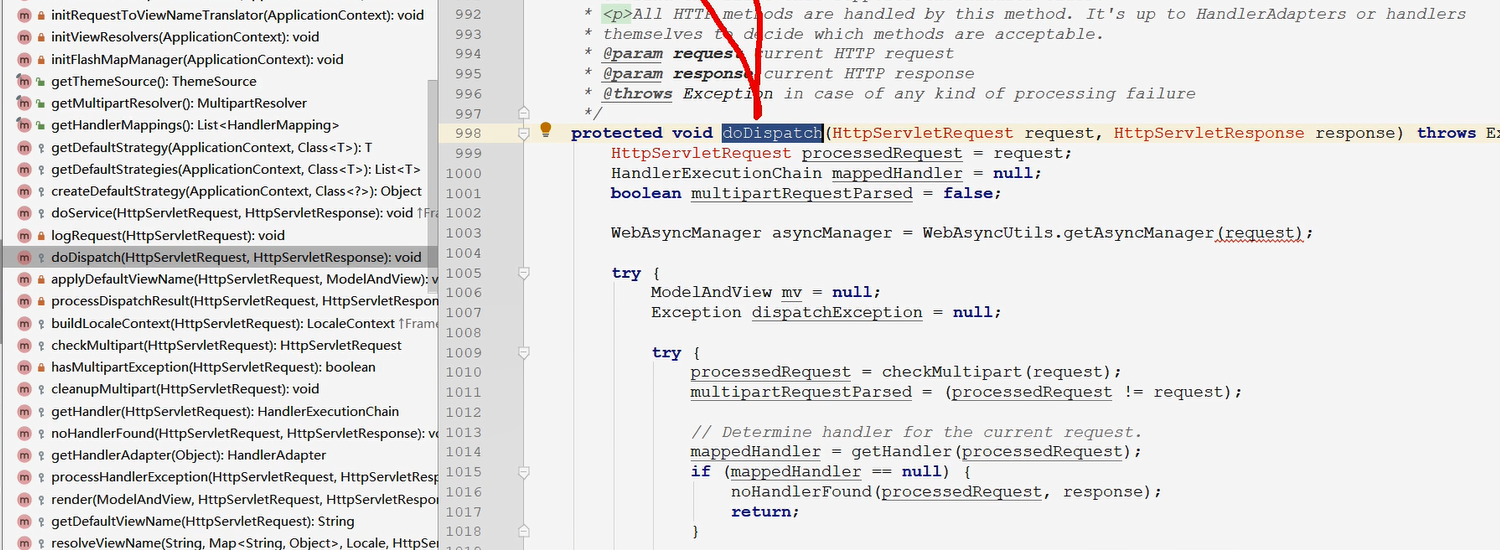 initRequestToViewNameTranslator(ApplicationContext): void
initViewResolvers(ApplicationContext): void
initFlashMapManager(ApplicationContext): void
getThemeSource(): ThemeSource
getMultipartResolver(): MultipartResolver
getHandlerMappings(): List<HandlerMapping>
getDefaultStrategy(ApplicationContext, Class<T>): T
getDefaultStrategies(ApplicationContext, Class<T>): List<T>
createDefaultStrategy(ApplicationContext, Class<?>): Object
doService(HttpServletRequest, HttpServletResponse): void ↑Fra
logRequest(HttpServletRequest): void
doDispatch(HttpServletRequest, HttpServletResponse): void
applyDefaultViewName(HttpServletRequest, ModelAndView): v
processDispatchResult(HttpServletRequest, HttpServletRespon
buildLocaleContext(HttpServletRequest): LocaleContext ↑Frame
checkMultipart(HttpServletRequest): HttpServletRequest
hasMultipartException(HttpServletRequest): boolean
cleanupMultipart(HttpServletRequest): void
getHandler(HttpServletRequest): HandlerExecutionChain
noHandlerFound(HttpServletRequest, HttpServletResponse): vo
getHandlerAdapter(Object): HandlerAdapter
processHandlerException(HttpServletRequest, HttpServletResp
render(ModelAndView, HttpServletRequest, HttpServletRespon
getDefaultViewName(HttpServletRequest): String
resolveViewName(String, Map<String, Object>, Locale, HttpSer
992 * <p>All HTTP methods are handled by this method. It's up to HandlerAdapters or handlers
993 * themselves to decide which methods are acceptable.
994 * @param request current HTTP request
995 * @param response current HTTP response
996 * @throws Exception in case of any kind of processing failure
997 */
998 protected void doDispatch(HttpServletRequest request, HttpServletResponse response) throws Ex
999 HttpServletRequest processedRequest = request;
1000 HandlerExecutionChain mappedHandler = null;
1001 boolean multipartRequestParsed = false;
1002
1003 WebAsyncManager asyncManager = WebAsyncUtils.getAsyncManager(request);
1004
1005 try {
1006 ModelAndView mv = null;
1007 Exception dispatchException = null;
1008
1009 try {
1010 processedRequest = checkMultipart(request);
1011 multipartRequestParsed = (processedRequest != request);
1012
1013 // Determine handler for the current request.
1014 mappedHandler = getHandler(processedRequest);
1015 if (mappedHandler == null) {
1016 noHandlerFound(processedRequest, response);
1017 return;
1018 }